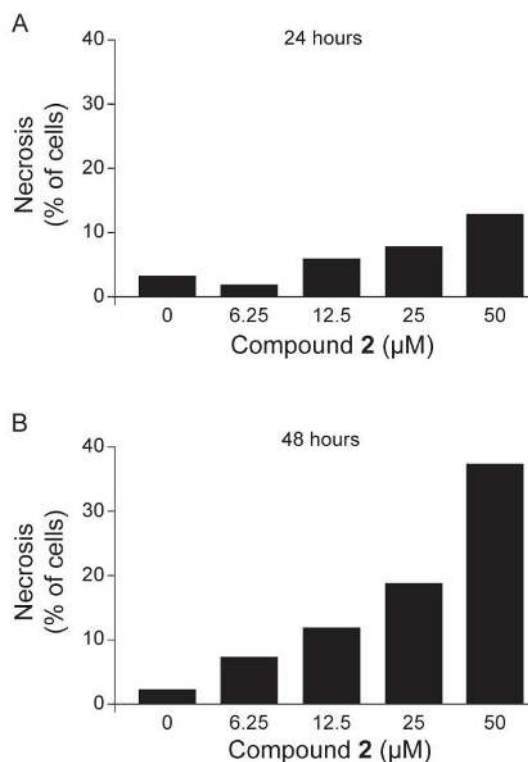 A
24 hours
Necrosis
(% of cells)
40
30
20
10
0
0 6.25 12.5 25 50
Compound 2 (µM)
B
48 hours
Necrosis
(% of cells)
40
30
20
10
0
0 6.25 12.5 25 50
Compound 2 (µM)